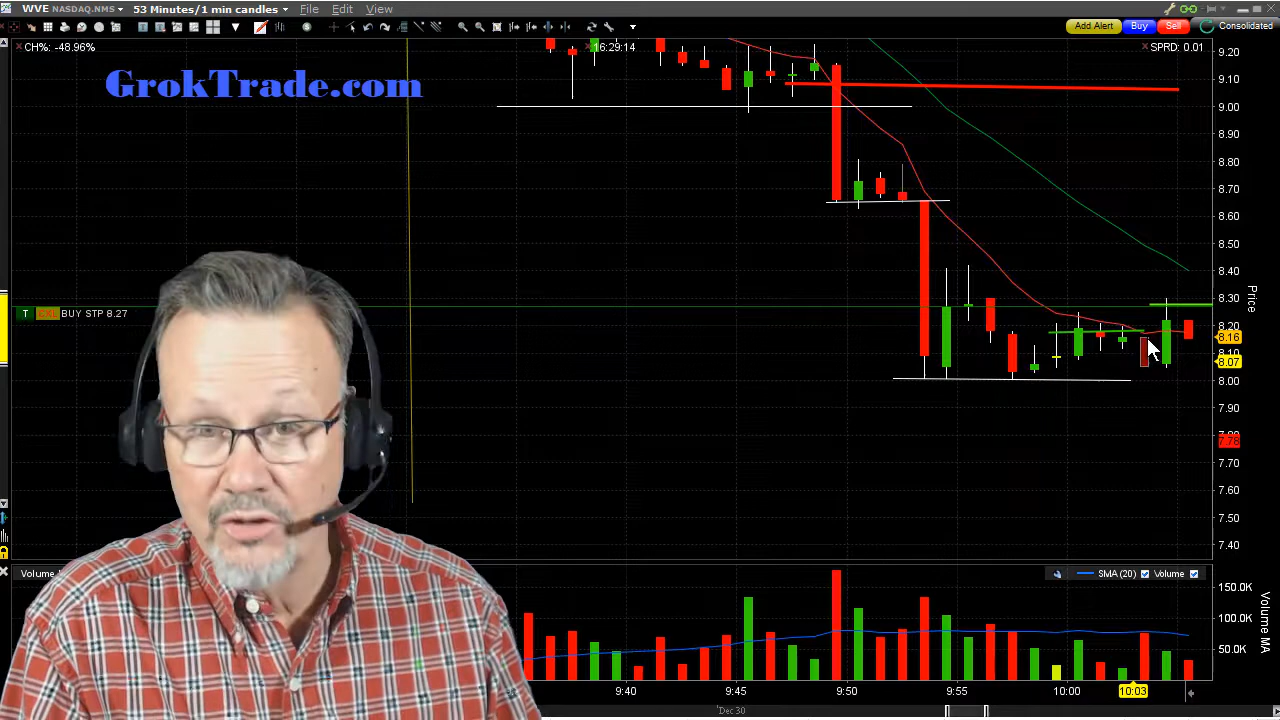 WVE NASDAQ.NMS 53 Minutes/1 min candles File Edit View
Add Alert Buy Sell Consolidated
CH%: -48.96%
16:29:14
SPRD: 0.01
GrokTrade.com
T CXL BUY STP 8.27
9.20
9.10
9.00
8.90
8.80
8.70
8.60
8.50
8.40
8.30
8.20
8.16
8.10
8.07
8.00
7.90
7.80
7.78
7.70
7.60
7.50
7.40
Price
Volume
SMA (20) Volume
150.0K
100.0K
50.0K
Volume MA
9:40 9:45 9:50 9:55 10:00 10:03
Dec 30